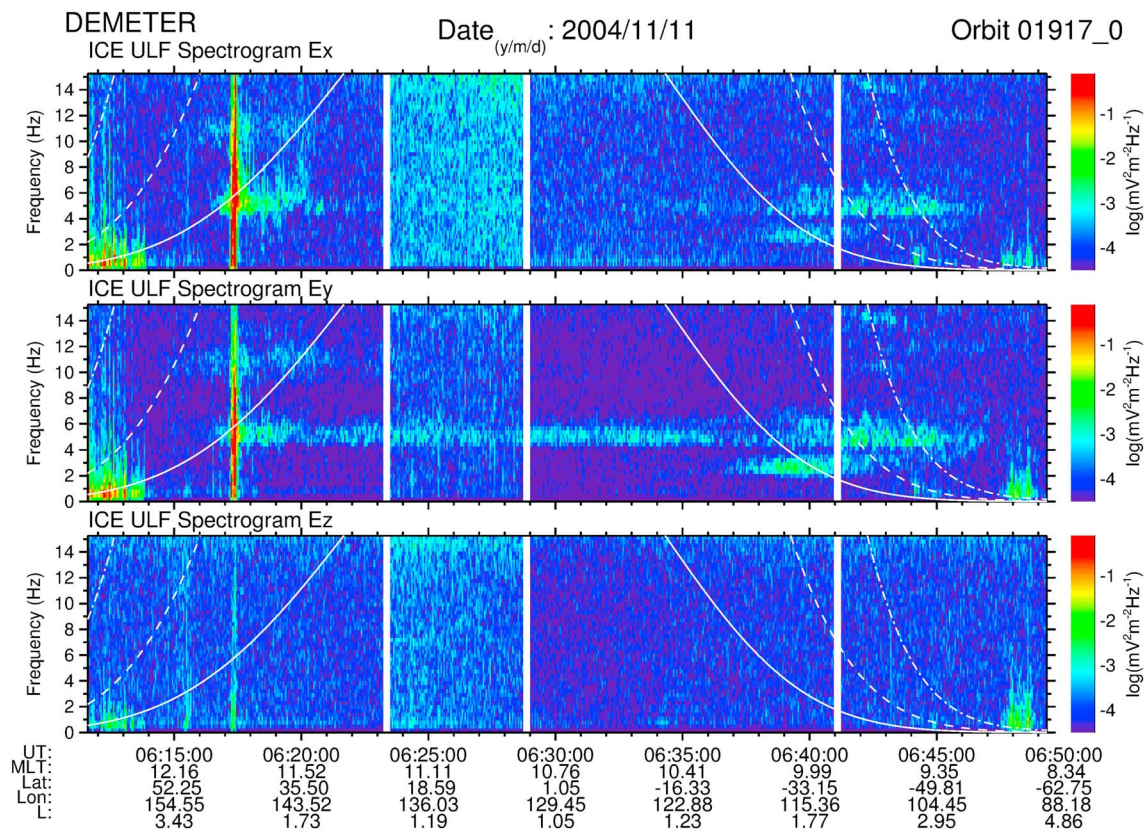 DEMETER Date(y/m/d): 2004/11/11 Orbit 01917_0
ICE ULF Spectrogram Ex
Frequency (Hz)
14
12
10
8
6
4
2
0
-1
-2
-3
-4
log(mV²m⁻²Hz⁻¹)
ICE ULF Spectrogram Ey
Frequency (Hz)
14
12
10
8
6
4
2
0
-1
-2
-3
-4
log(mV²m⁻²Hz⁻¹)
ICE ULF Spectrogram Ez
Frequency (Hz)
14
12
10
8
6
4
2
0
-1
-2
-3
-4
log(mV²m⁻²Hz⁻¹)
UT: 06:15:00 06:20:00 06:25:00 06:30:00 06:35:00 06:40:00 06:45:00 06:50:00
MLT: 12.16 11.52 11.11 10.76 10.41 9.99 9.35 8.34
Lat: 52.25 35.50 18.59 1.05 -16.33 -33.15 -49.81 -62.75
Lon: 154.55 143.52 136.03 129.45 122.88 115.36 104.45 88.18
L: 3.43 1.73 1.19 1.05 1.23 1.77 2.95 4.86